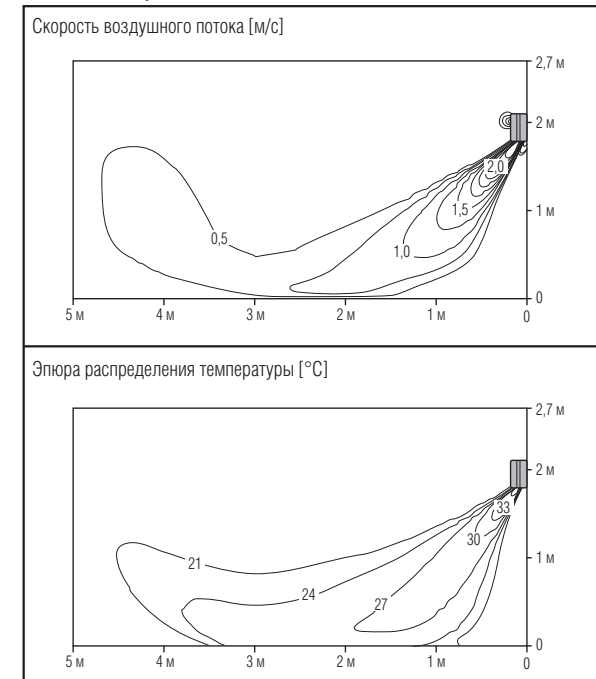 Скорость воздушного потока [м/с]
2,7 м
2 м
2,0
1,5
1 м
0,5
1,0
0
5 м 4 м 3 м 2 м 1 м 0
Эпюра распределения температуры [°C]
2,7 м
2 м
33
30
1 м
21
24
27
0
5 м 4 м 3 м 2 м 1 м 0